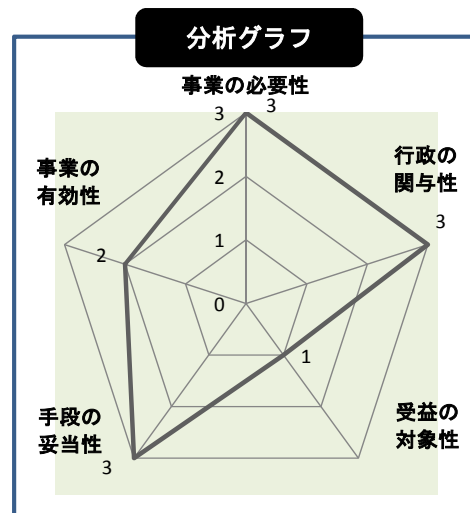 分析グラフ
事業の必要性
3
3
行政の
関与性
事業の
有効性
2
3
2
1
0
1
受益の
対象性
手段の
妥当性
3